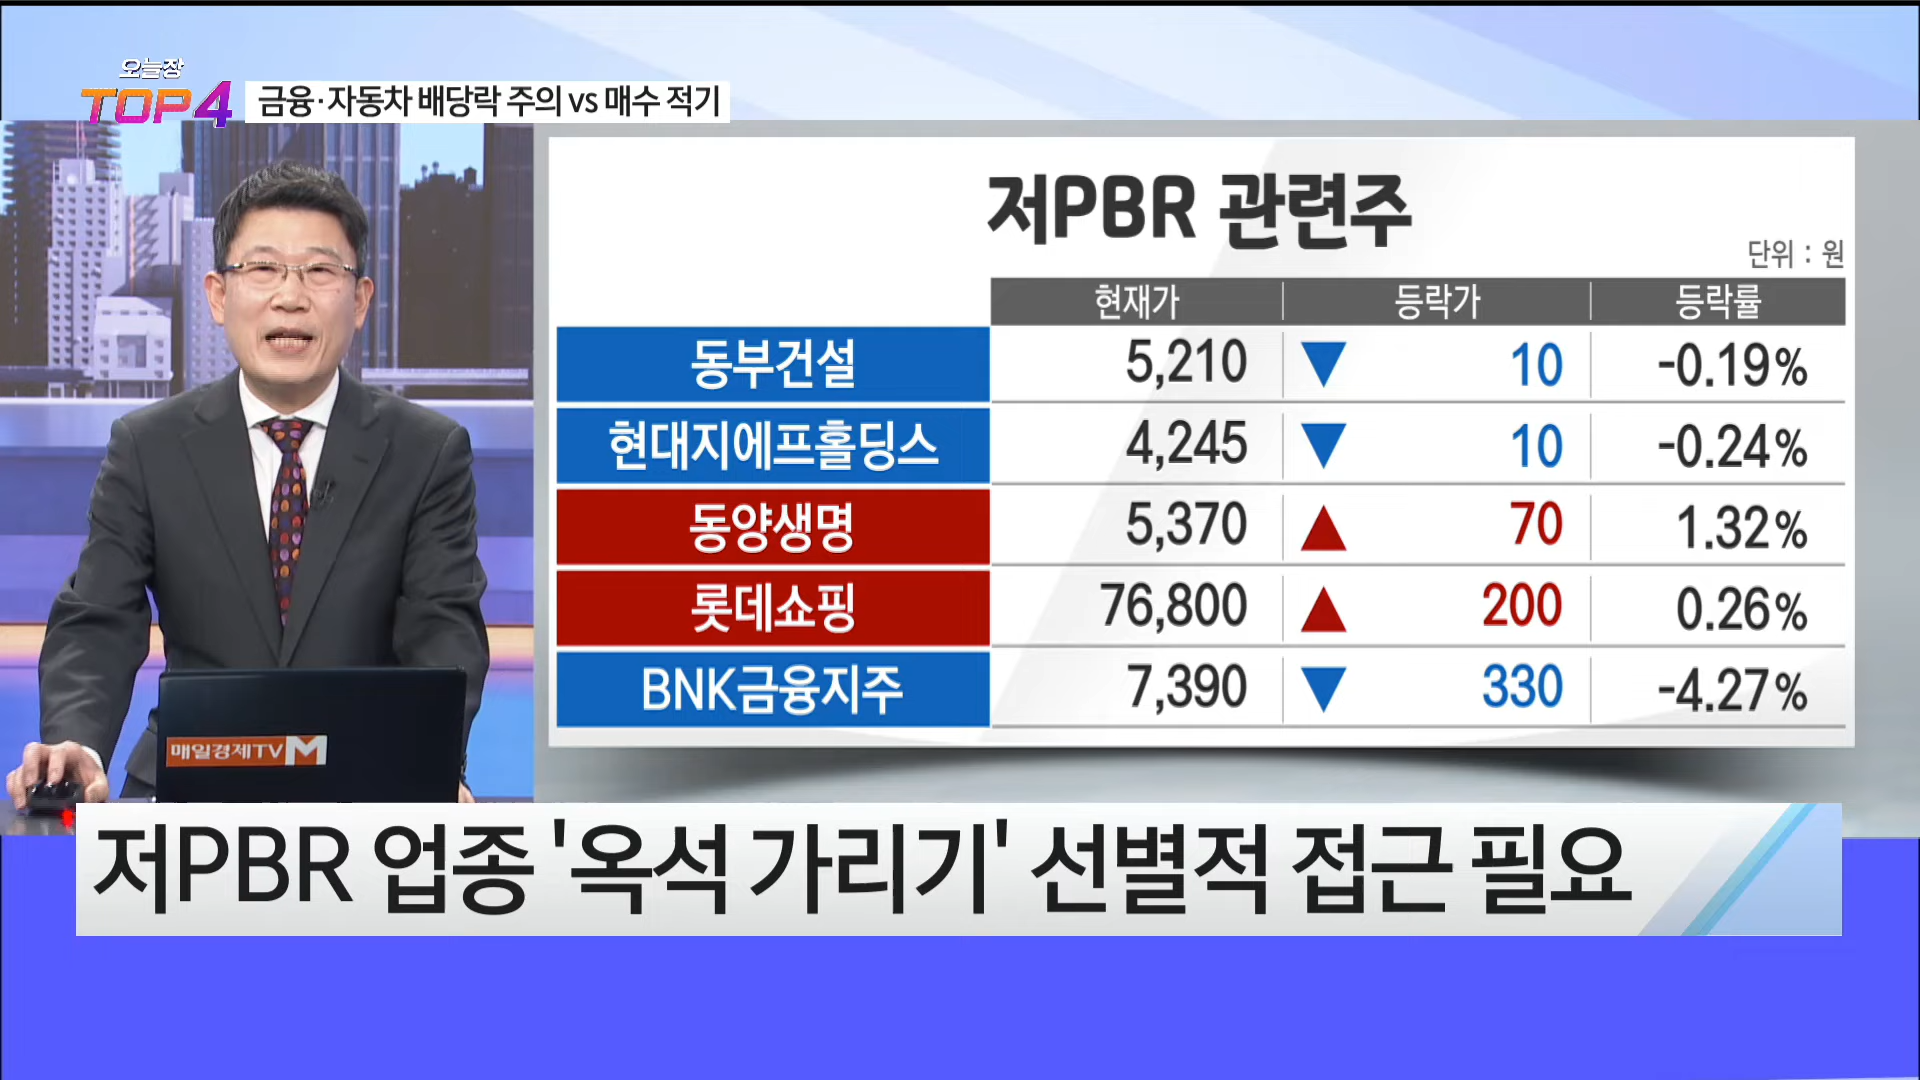 오늘장
TOP4
금융·자동차 배당락 주의 vs 매수 적기
저PBR 관련주
단위 : 원
현재가 등락가 등락률
동부건설 5,210 ▼ 10 -0.19%
현대지에프홀딩스 4,245 ▼ 10 -0.24%
동양생명 5,370 ▲ 70 1.32%
롯데쇼핑 76,800 ▲ 200 0.26%
BNK금융지주 7,390 ▼ 330 -4.27%
매일경제TV M
저PBR 업종 '옥석 가리기' 선별적 접근 필요